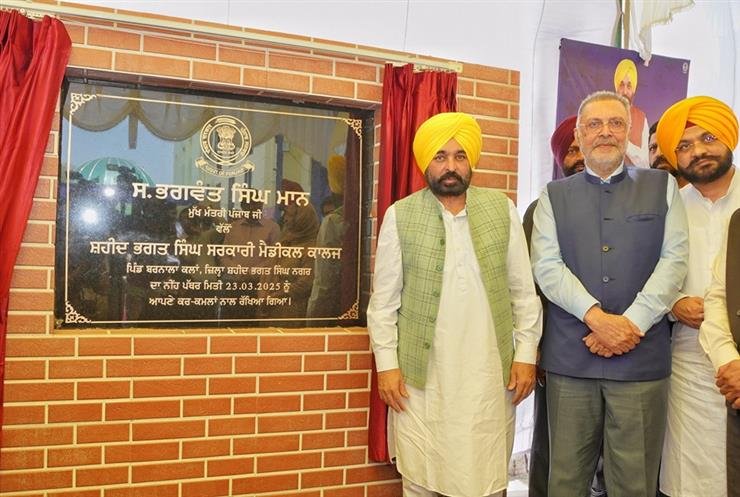 ਸ. ਭਗਵੰਤ ਸਿੰਘ ਮਾਨ
ਮੁੱਖ ਮੰਤਰੀ ਪੰਜਾਬ ਜੀ
ਵੱਲੋਂ
ਸ਼ਹੀਦ ਭਗਤ ਸਿੰਘ ਸਰਕਾਰੀ ਮੈਡੀਕਲ ਕਾਲਜ
ਪਿੰਡ ਬਰਨਾਲਾ ਕਲਾਂ, ਜ਼ਿਲ੍ਹਾ ਸ਼ਹੀਦ ਭਗਤ ਸਿੰਘ ਨਗਰ
ਦਾ ਨੀਂਹ ਪੱਥਰ ਮਿਤੀ 23.03.2025 ਨੂੰ
ਆਪਣੇ ਕਰ-ਕਮਲਾਂ ਨਾਲ ਰੱਖਿਆ ਗਿਆ।